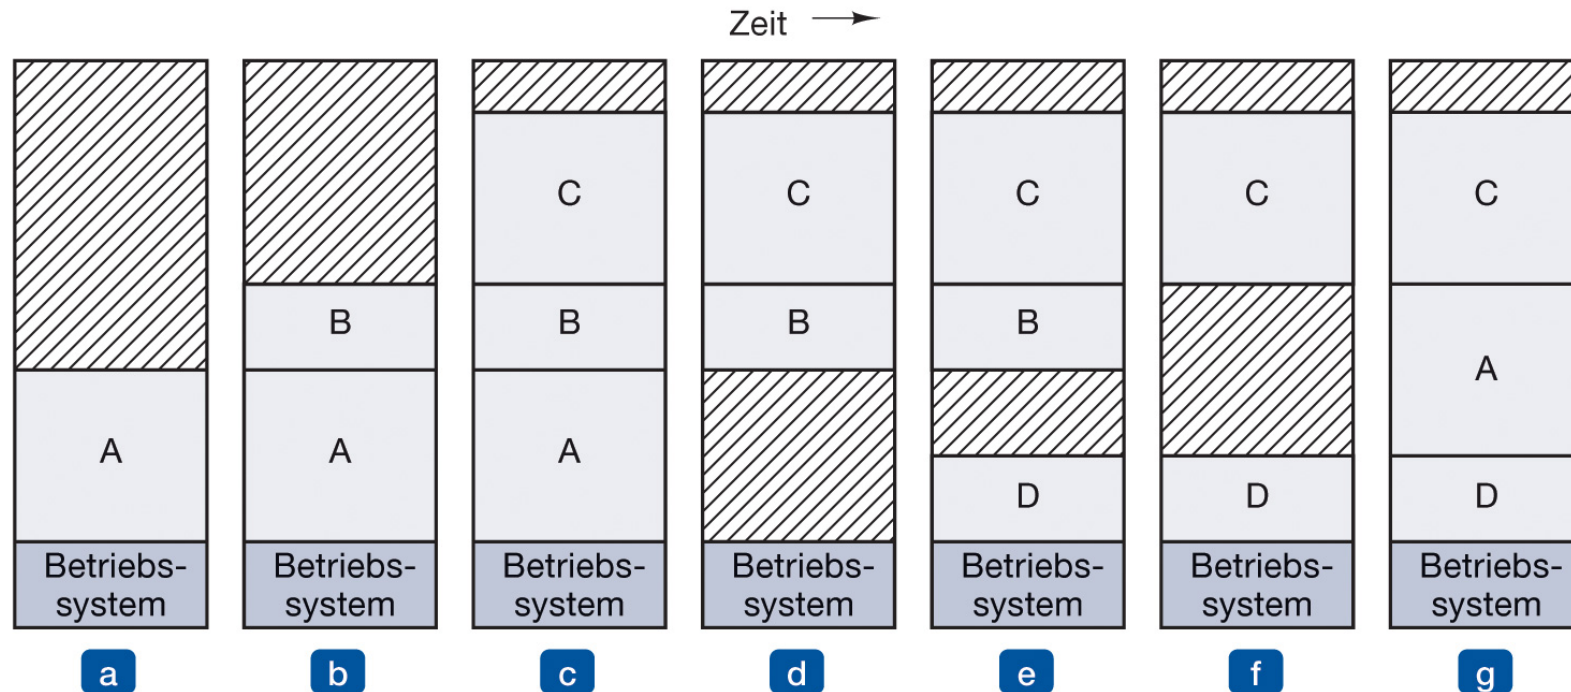 Zeit
A
Betriebs-
system
a
B
A
Betriebs-
system
b
C
B
A
Betriebs-
system
c
C
B
Betriebs-
system
d
C
B
D
Betriebs-
system
e
C
D
Betriebs-
system
f
C
A
D
Betriebs-
system
g